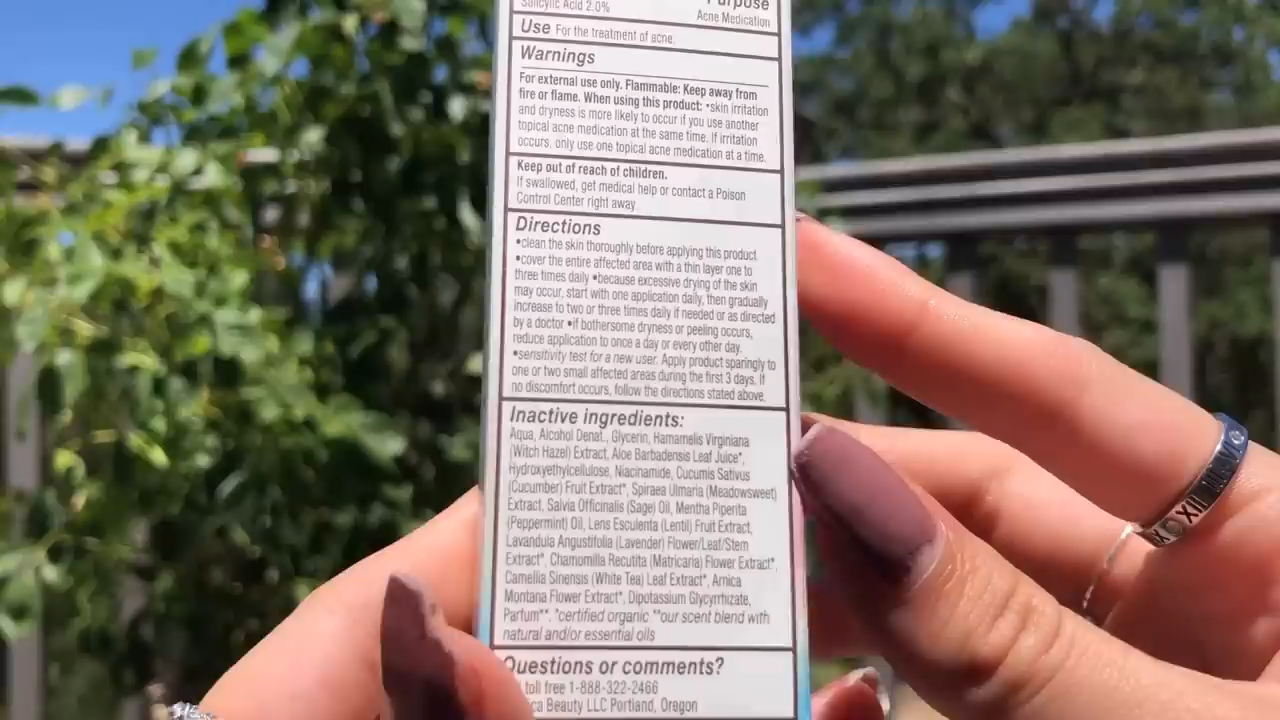 Salicylic Acid 2.0%
Purpose
Acne Medication
Use For the treatment of acne.
Warnings
For external use only. Flammable: Keep away from
fire or flame. When using this product: •skin irritation
and dryness is more likely to occur if you use another
topical acne medication at the same time. If irritation
occurs, only use one topical acne medication at a time.
Keep out of reach of children.
If swallowed, get medical help or contact a Poison
Control Center right away.
Directions
•clean the skin thoroughly before applying this product
•cover the entire affected area with a thin layer one to
three times daily •because excessive drying of the skin
may occur, start with one application daily, then gradually
increase to two or three times daily if needed or as directed
by a doctor •if bothersome dryness or peeling occurs,
reduce application to once a day or every other day.
•sensitivity test for a new user. Apply product sparingly to
one or two small affected areas during the first 3 days. If
no discomfort occurs, follow the directions stated above.
Inactive ingredients:
Aqua, Alcohol Denat., Glycerin, Hamamelis Virginiana
(Witch Hazel) Extract, Aloe Barbadensis Leaf Juice*,
Hydroxyethylcellulose, Niacinamide, Cucumis Sativus
(Cucumber) Fruit Extract*, Spiraea Ulmaria (Meadowsweet)
Extract, Salvia Officinalis (Sage) Oil, Mentha Piperita
(Peppermint) Oil, Lens Esculenta (Lentil) Fruit Extract,
Lavandula Angustifolia (Lavender) Flower/Leaf/Stem
Extract*, Chamomilla Recutita (Matricaria) Flower Extract*,
Camellia Sinensis (White Tea) Leaf Extract*, Arnica
Montana Flower Extract*, Dipotassium Glycyrrhizate,
Parfum**. *certified organic **our scent blend with
natural and/or essential oils
Questions or comments?
toll free 1-888-322-2466
ca Beauty LLC Portland, Oregon
XII